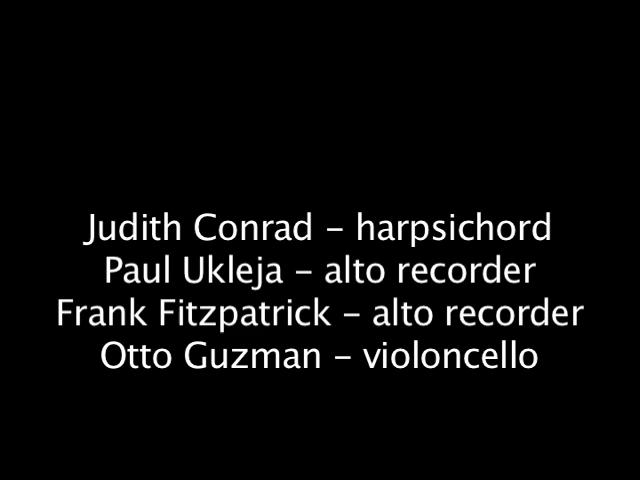 Judith Conrad – harpsichord
Paul Ukleja – alto recorder
Frank Fitzpatrick – alto recorder
Otto Guzman – violoncello